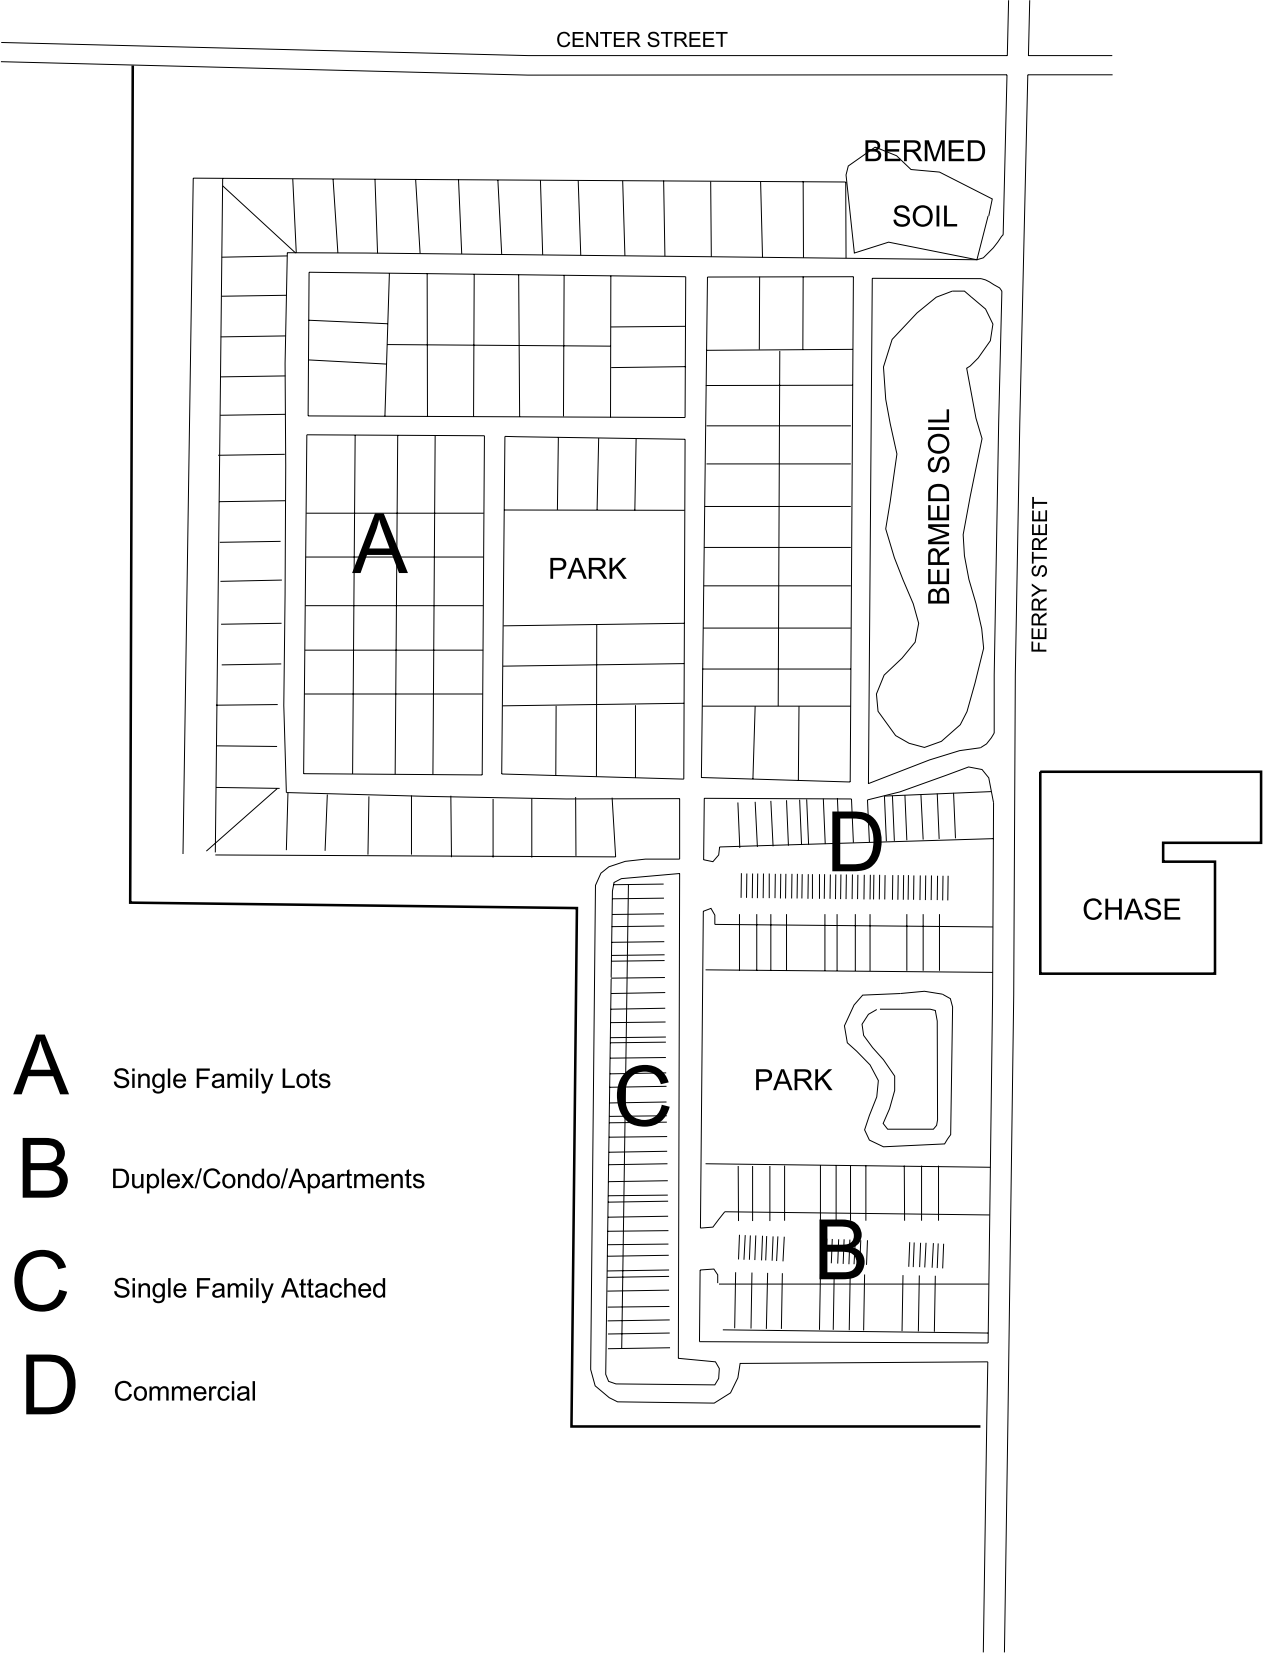 CENTER STREET
BERMED
SOIL
BERMED SOIL
FERRY STREET
A
PARK
D
CHASE
C
PARK
B
A Single Family Lots
B Duplex/Condo/Apartments
C Single Family Attached
D Commercial